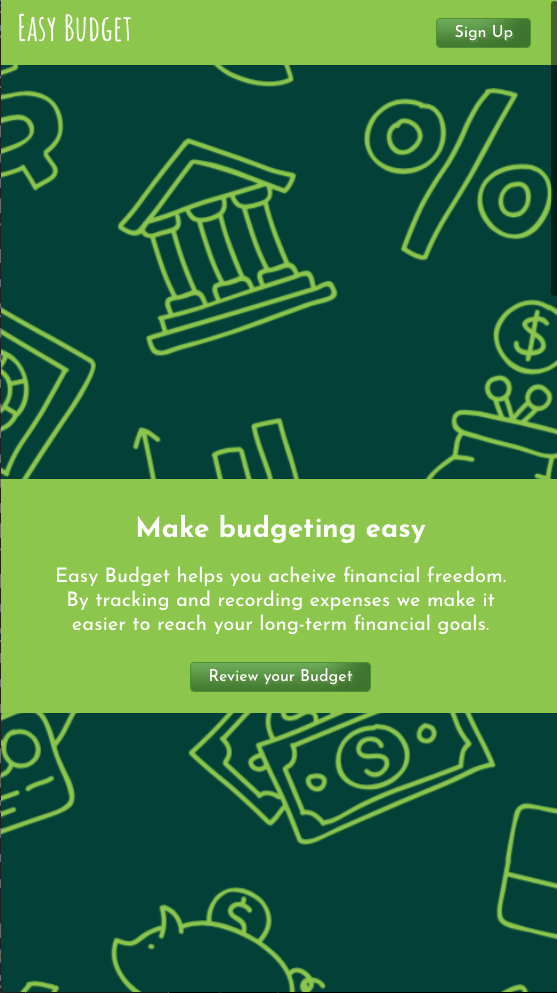 Easy Budget
Sign Up
$
Make budgeting easy
Easy Budget helps you acheive financial freedom.
By tracking and recording expenses we make it
easier to reach your long-term financial goals.
Review your Budget